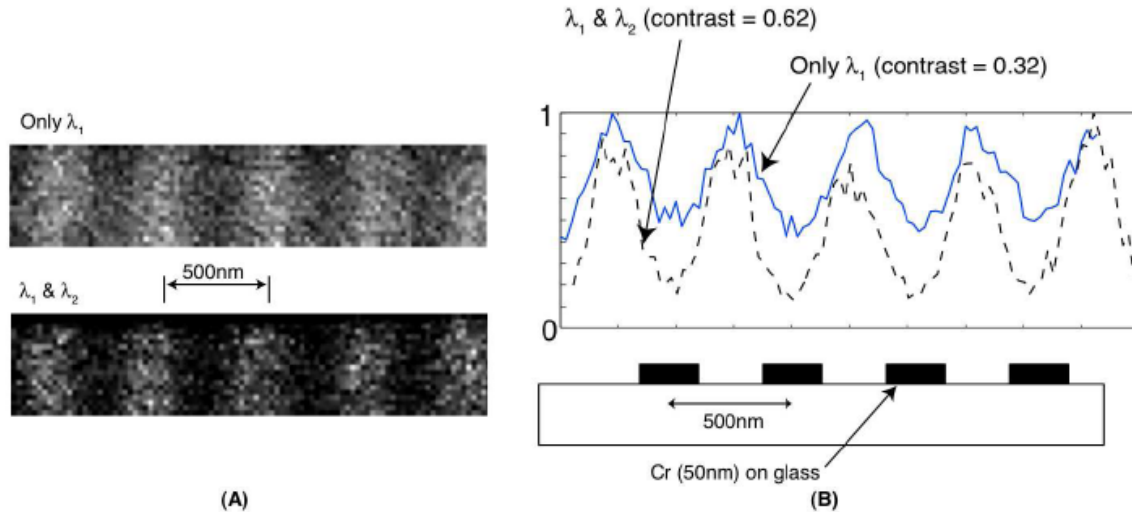 Only λ₁
500nm
λ₁ & λ₂
(A)
λ₁ & λ₂ (contrast = 0.62)
Only λ₁ (contrast = 0.32)
1
0
500nm
Cr (50nm) on glass
(B)